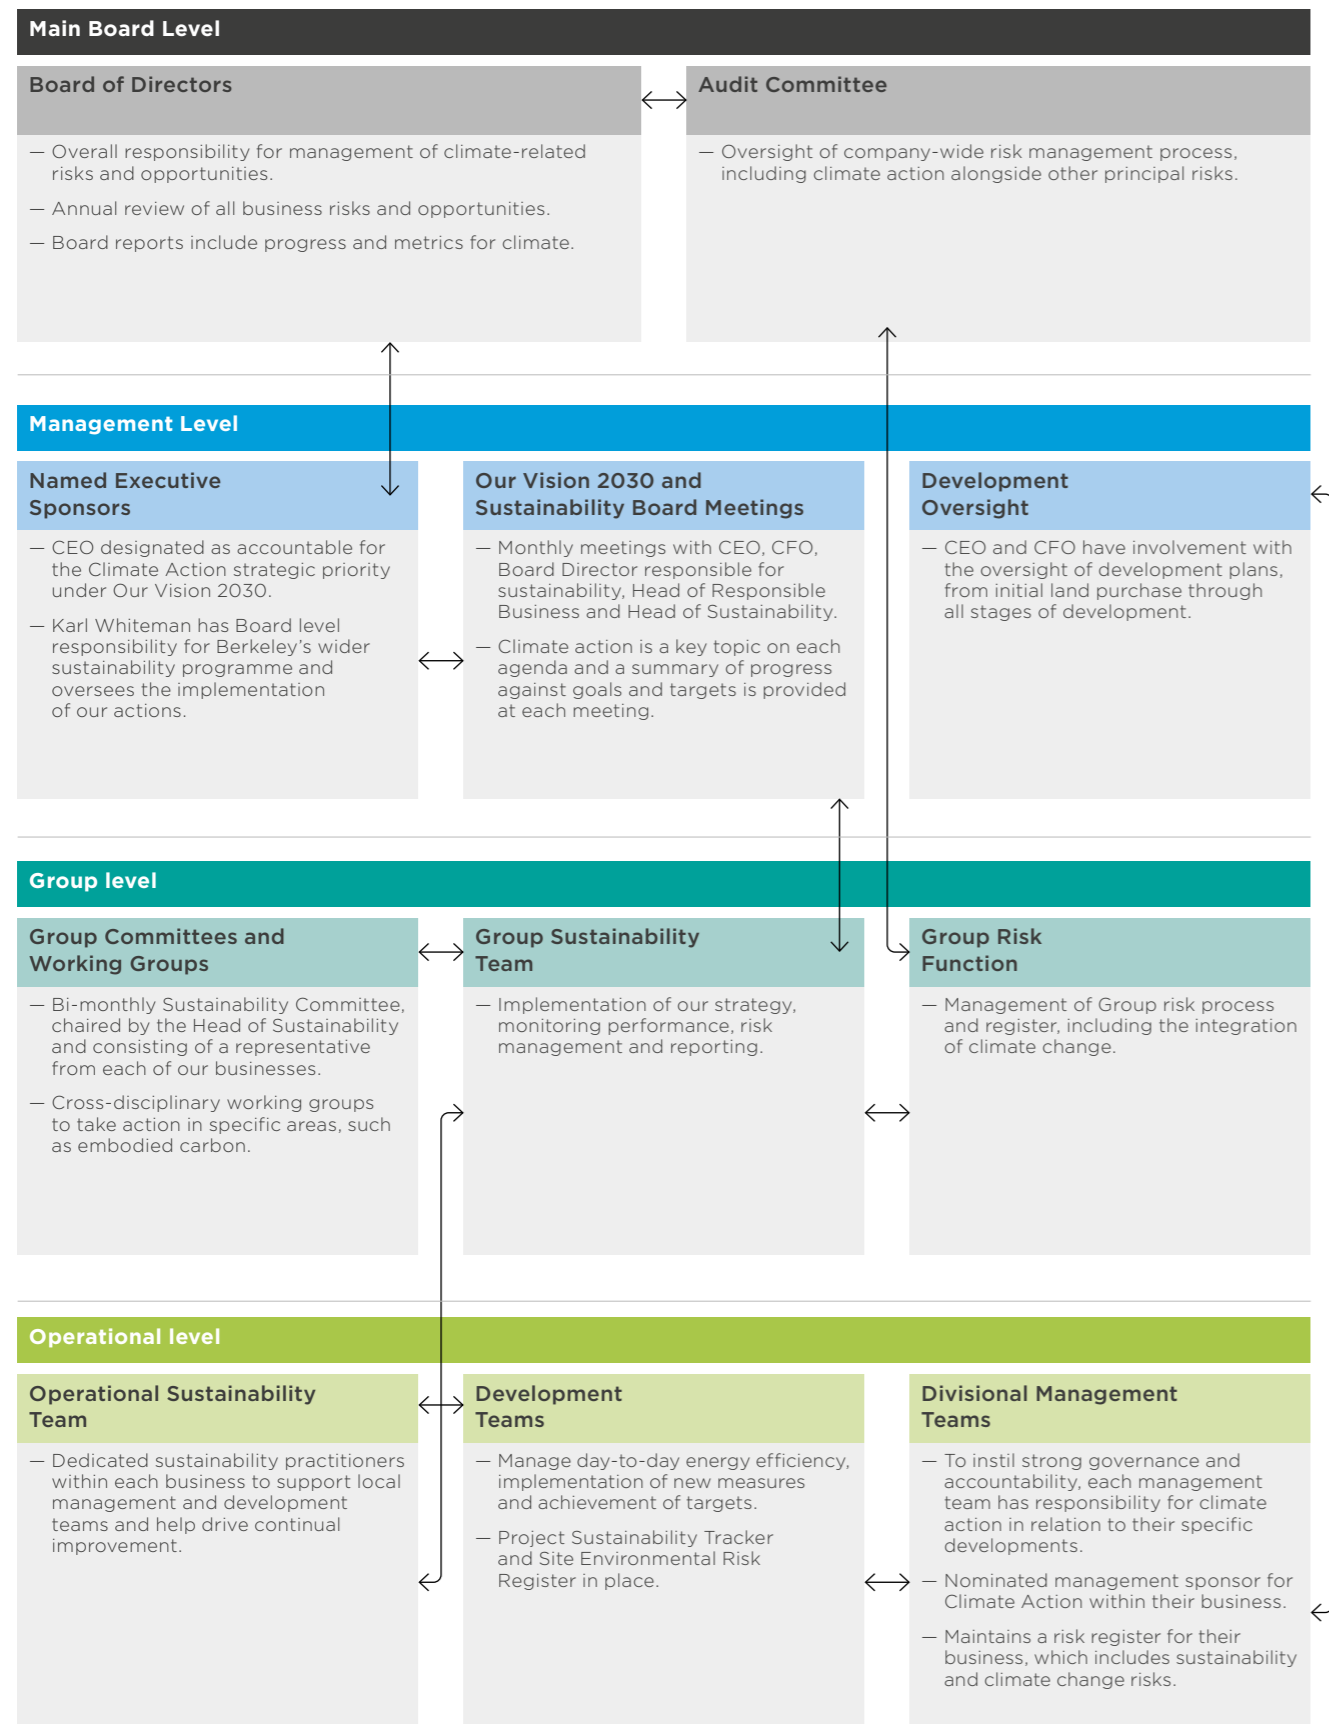 Main Board Level
Board of Directors
— Overall responsibility for management of climate-related
risks and opportunities.
— Annual review of all business risks and opportunities.
— Board reports include progress and metrics for climate.
Audit Committee
— Oversight of company-wide risk management process,
including climate action alongside other principal risks.
Management Level
Named Executive
Sponsors
— CEO designated as accountable for
the Climate Action strategic priority
under Our Vision 2030.
— Karl Whiteman has Board level
responsibility for Berkeley’s wider
sustainability programme and
oversees the implementation
of our actions.
Our Vision 2030 and
Sustainability Board Meetings
— Monthly meetings with CEO, CFO,
Board Director responsible for
sustainability, Head of Responsible
Business and Head of Sustainability.
— Climate action is a key topic on each
agenda and a summary of progress
against goals and targets is provided
at each meeting.
Development
Oversight
— CEO and CFO have involvement with
the oversight of development plans,
from initial land purchase through
all stages of development.
Group level
Group Committees and
Working Groups
— Bi-monthly Sustainability Committee,
chaired by the Head of Sustainability
and consisting of a representative
from each of our businesses.
— Cross-disciplinary working groups
to take action in specific areas, such
as embodied carbon.
Group Sustainability
Team
— Implementation of our strategy,
monitoring performance, risk
management and reporting.
Group Risk
Function
— Management of Group risk process
and register, including the integration
of climate change.
Operational level
Operational Sustainability
Team
— Dedicated sustainability practitioners
within each business to support local
management and development
teams and help drive continual
improvement.
Development
Teams
— Manage day-to-day energy efficiency,
implementation of new measures
and achievement of targets.
— Project Sustainability Tracker
and Site Environmental Risk
Register in place.
Divisional Management
Teams
— To instil strong governance and
accountability, each management
team has responsibility for climate
action in relation to their specific
developments.
— Nominated management sponsor for
Climate Action within their business.
— Maintains a risk register for their
business, which includes sustainability
and climate change risks.